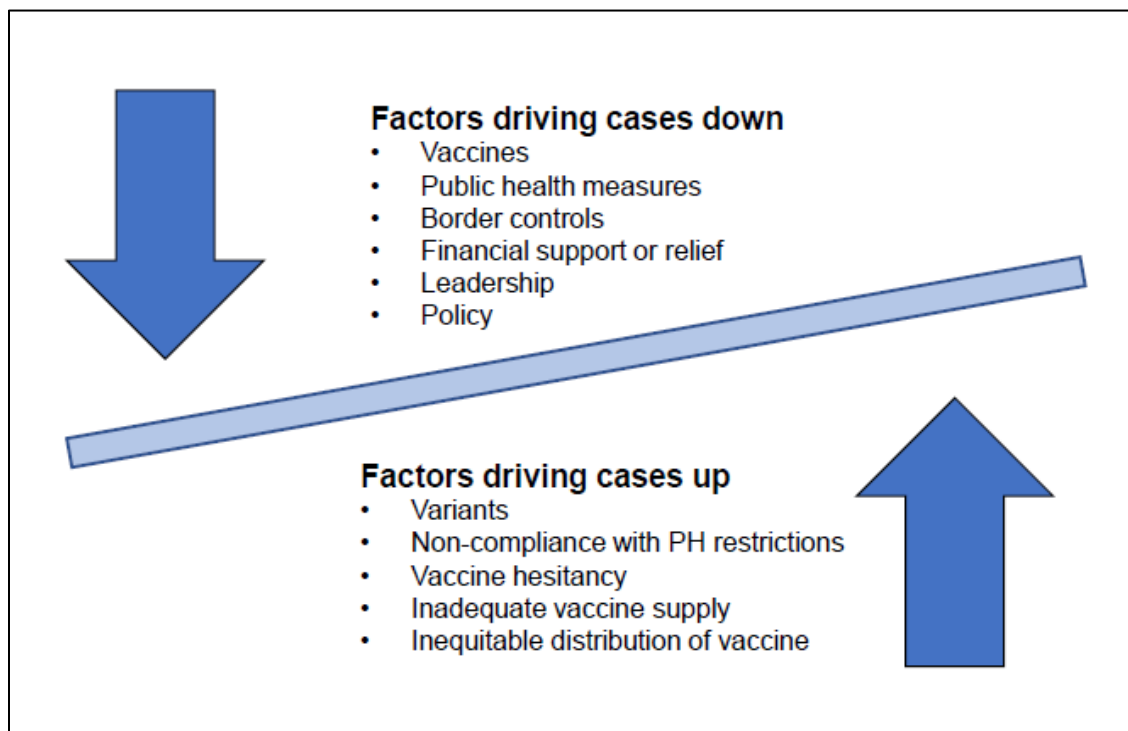 Factors driving cases down
• Vaccines
• Public health measures
• Border controls
• Financial support or relief
• Leadership
• Policy
Factors driving cases up
• Variants
• Non-compliance with PH restrictions
• Vaccine hesitancy
• Inadequate vaccine supply
• Inequitable distribution of vaccine